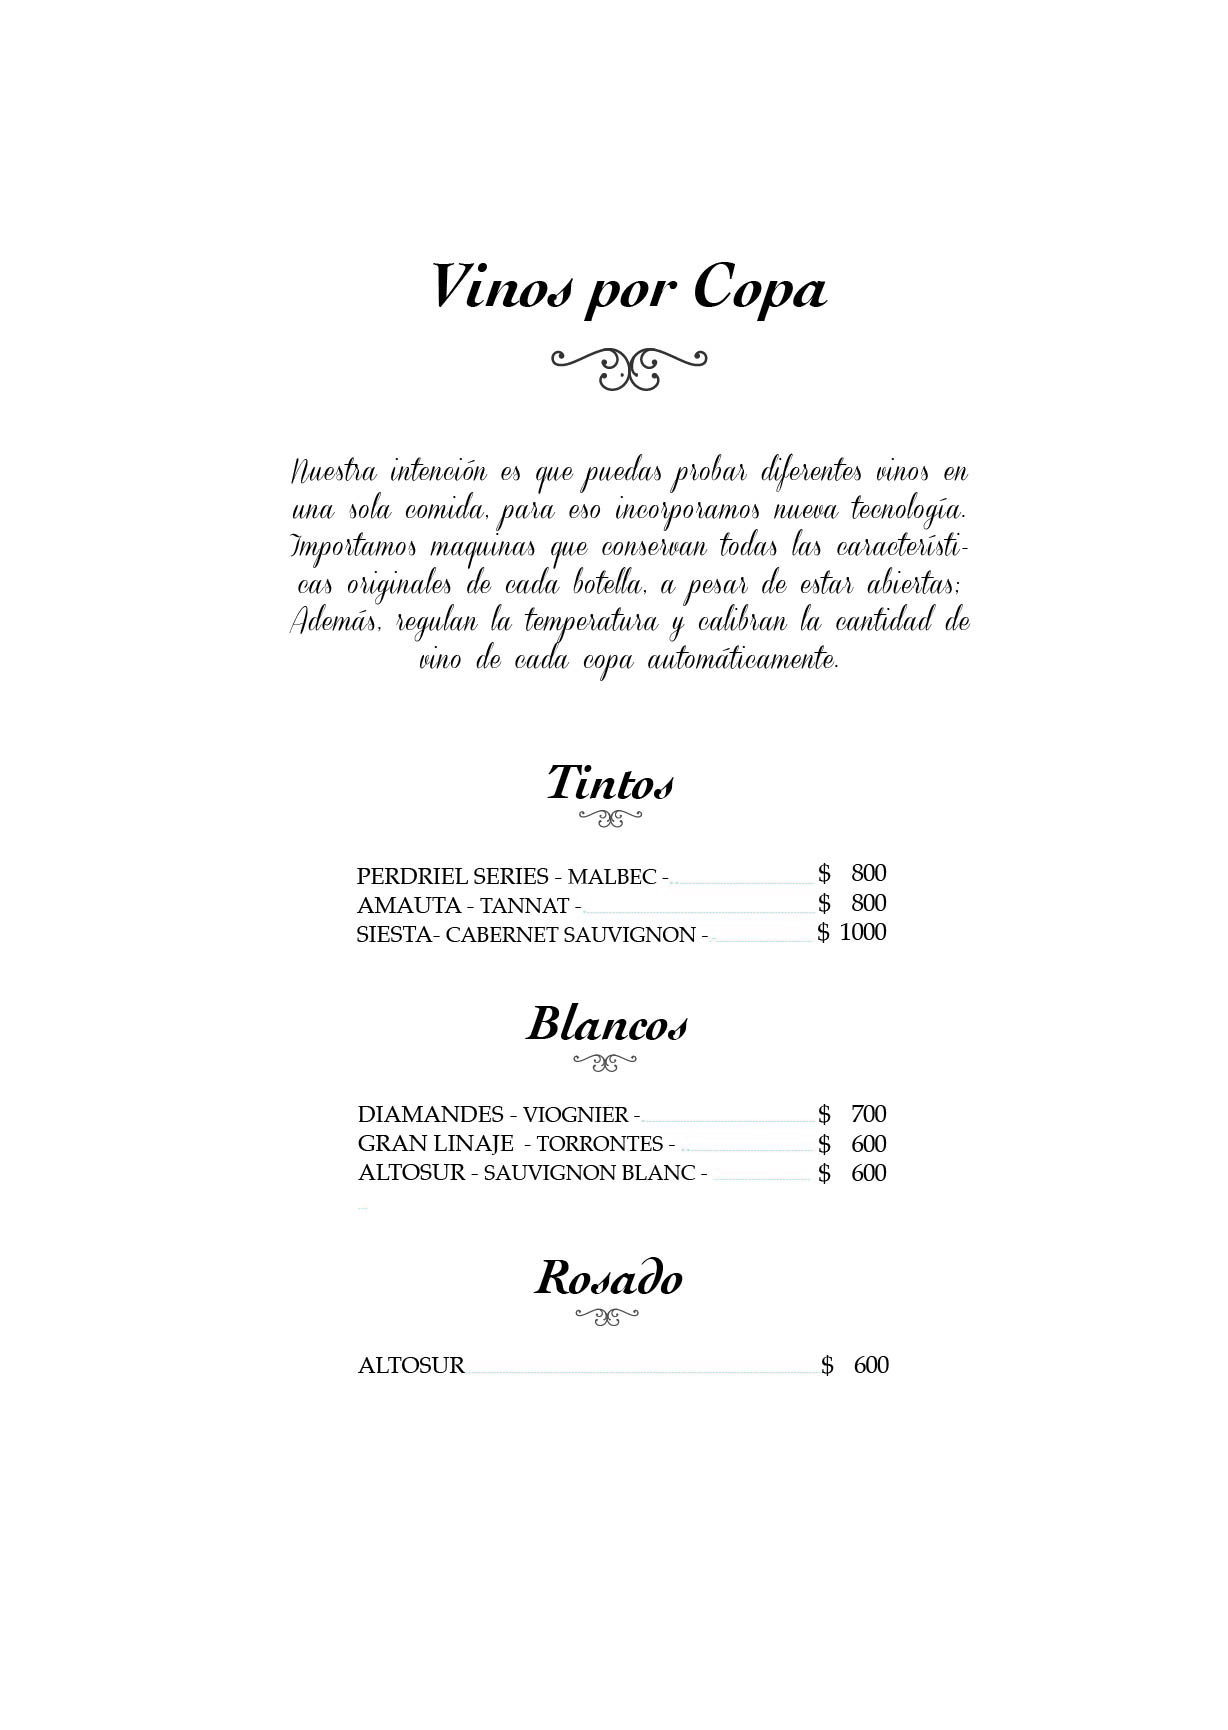 Vinos por Copa
Nuestra intención es que puedas probar diferentes vinos en
una sola comida, para eso incorporamos nueva tecnología.
Importamos maquinas que conservan todas las característi-
cas originales de cada botella, a pesar de estar abiertas;
Además, regulan la temperatura y calibran la cantidad de
vino de cada copa automáticamente.
Tintos
PERDRIEL SERIES - MALBEC - $ 800
AMAUTA - TANNAT - $ 800
SIESTA- CABERNET SAUVIGNON - $ 1000
Blancos
DIAMANDES - VIOGNIER - $ 700
GRAN LINAJE - TORRONTES - $ 600
ALTOSUR - SAUVIGNON BLANC - $ 600
Rosado
ALTOSUR $ 600